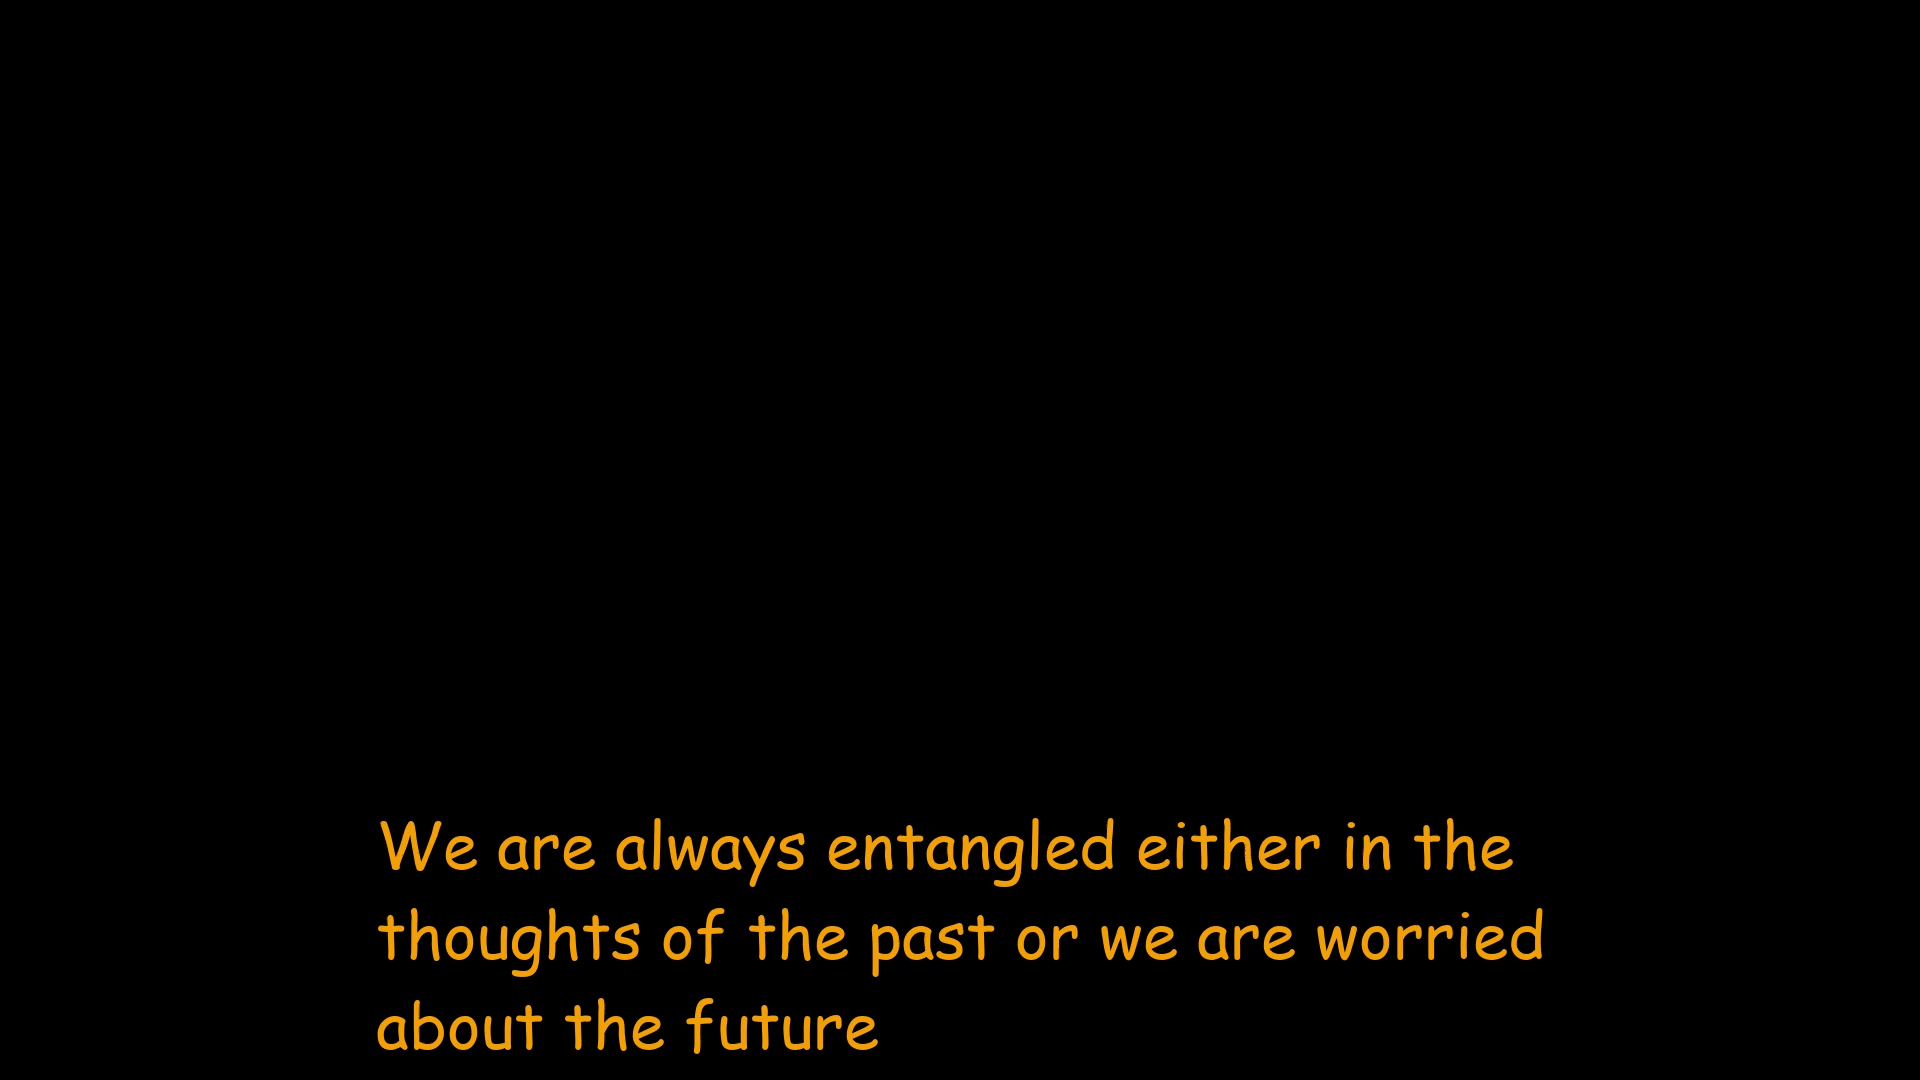 We are always entangled either in the
thoughts of the past or we are worried
about the future